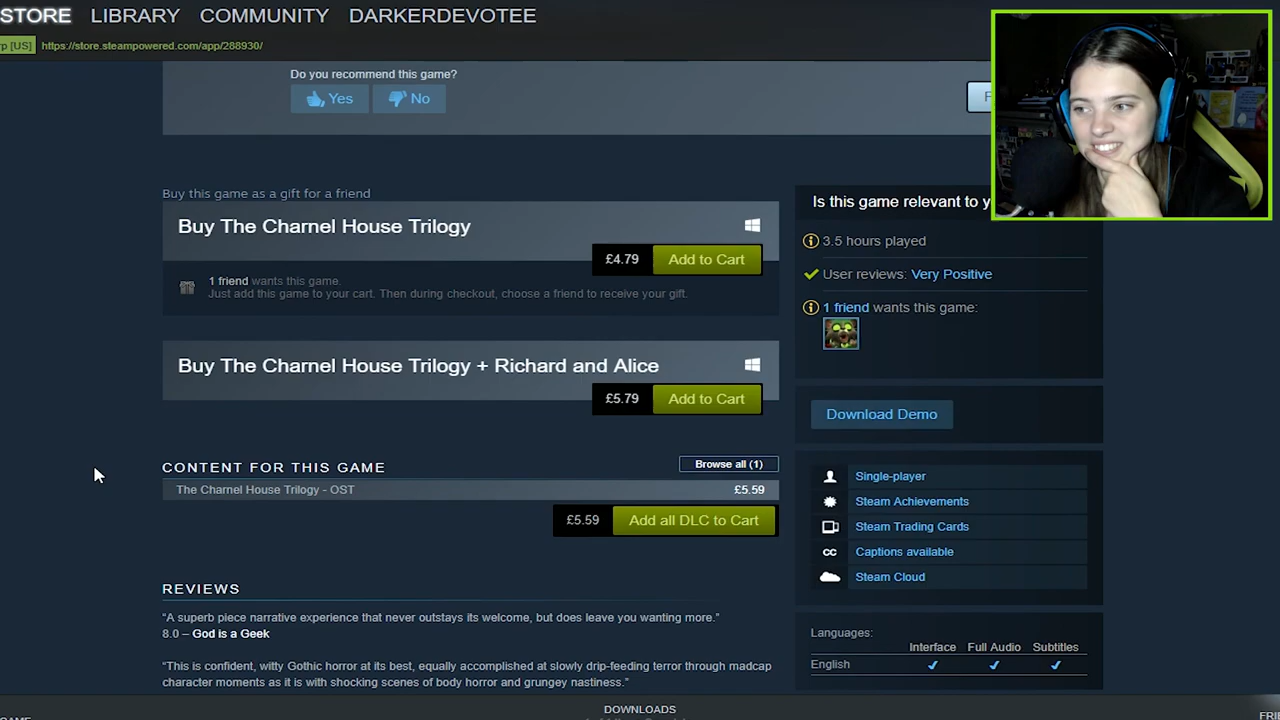 STORE LIBRARY COMMUNITY DARKERDEVOTEE
rp [US] https://store.steampowered.com/app/288930/
Do you recommend this game?
Yes No
Buy this game as a gift for a friend
Buy The Charnel House Trilogy
£4.79 Add to Cart
1 friend wants this game.
Just add this game to your cart. Then during checkout, choose a friend to receive your gift.
Buy The Charnel House Trilogy + Richard and Alice
£5.79 Add to Cart
CONTENT FOR THIS GAME Browse all (1)
The Charnel House Trilogy - OST £5.59
£5.59 Add all DLC to Cart
REVIEWS
“A superb piece narrative experience that never outstays its welcome, but does leave you wanting more.”
8.0 – God is a Geek
“This is confident, witty Gothic horror at its best, equally accomplished at slowly drip-feeding terror through madcap
character moments as it is with shocking scenes of body horror and grungey nastiness.”
Is this game relevant to y
3.5 hours played
User reviews: Very Positive
1 friend wants this game:
Download Demo
Single-player
Steam Achievements
Steam Trading Cards
CC Captions available
Steam Cloud
Languages:
Interface Full Audio Subtitles
English
DOWNLOADS